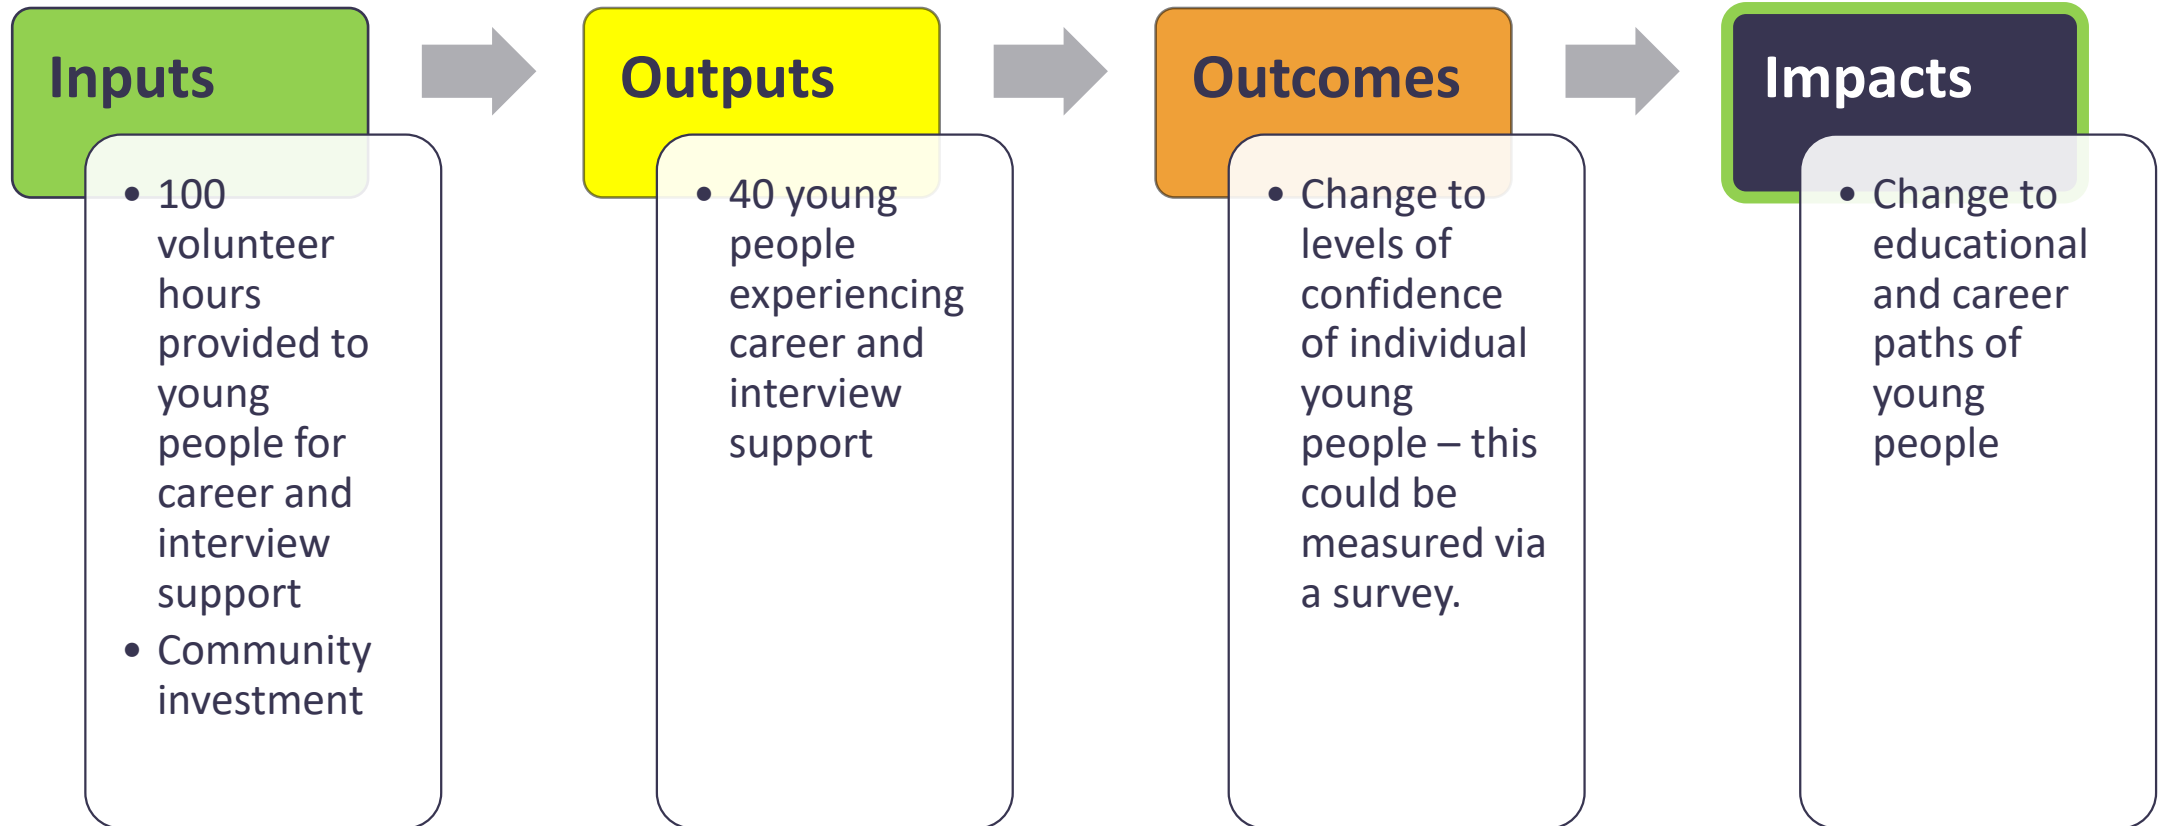 Inputs
• 100
volunteer
hours
provided to
young
people for
career and
interview
support
• Community
investment
Outputs
• 40 young
people
experiencing
career and
interview
support
Outcomes
• Change to
levels of
confidence
of individual
young
people – this
could be
measured via
a survey.
Impacts
• Change to
educational
and career
paths of
young
people